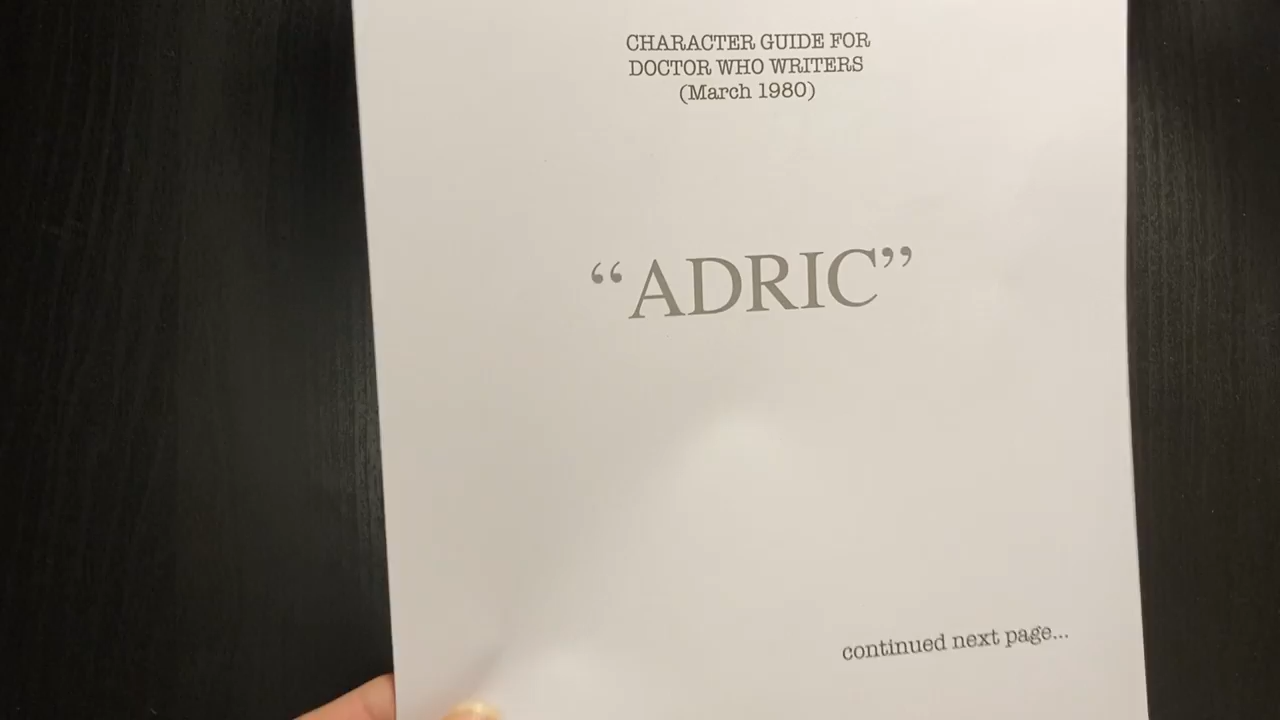 CHARACTER GUIDE FOR
DOCTOR WHO WRITERS
(March 1980)
“ADRIC”
continued next page...